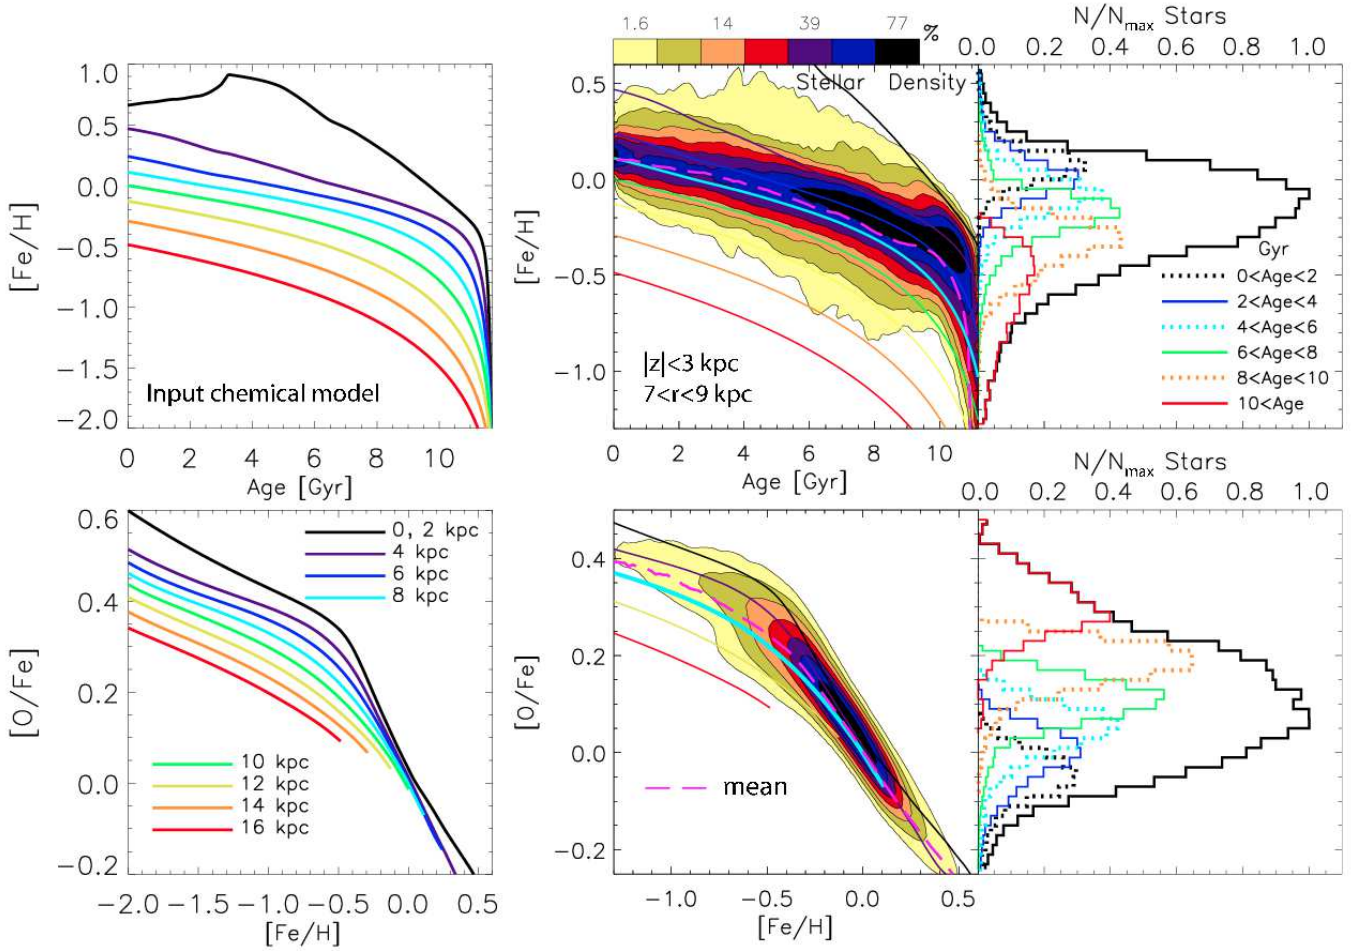 1.0
0.5
0.0
−0.5
−1.0
−1.5
−2.0
[Fe/H]
Input chemical model
0 2 4 6 8 10
Age [Gyr]
1.6 14 39 77 %
Stellar Density
0.5
0.0
−0.5
−1.0
[Fe/H]
|z|<3 kpc
7<r<9 kpc
0 2 4 6 8 10
Age [Gyr]
N/Nmax Stars
0.0 0.2 0.4 0.6 0.8 1.0
Gyr
0<Age<2
2<Age<4
4<Age<6
6<Age<8
8<Age<10
10<Age
0.6
0.4
0.2
0.0
−0.2
[O/Fe]
0, 2 kpc
4 kpc
6 kpc
8 kpc
10 kpc
12 kpc
14 kpc
16 kpc
−2.0 −1.5 −1.0 −0.5 0.0 0.5
[Fe/H]
0.4
0.2
0.0
−0.2
[O/Fe]
mean
−1.0 −0.5 0.0 0.5
[Fe/H]
N/Nmax Stars
0.0 0.2 0.4 0.6 0.8 1.0